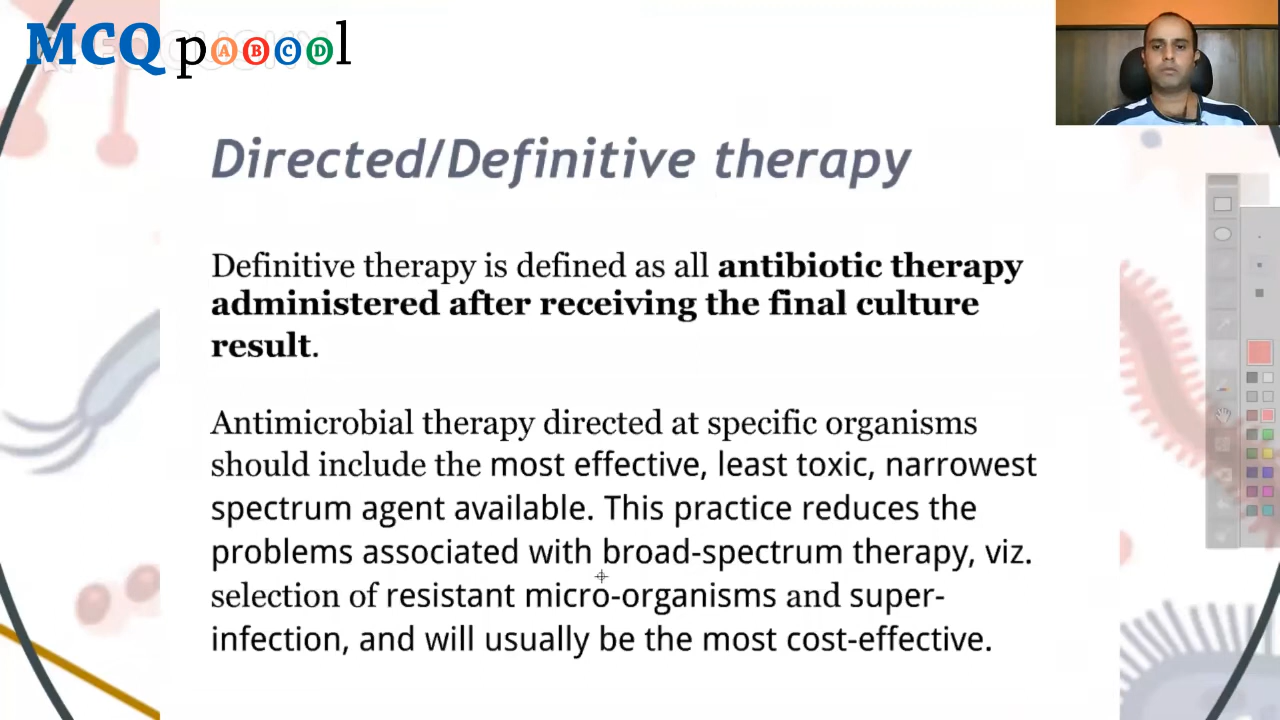 MCQ pⒶⒷⒸⒹl
Directed/Definitive therapy
Definitive therapy is defined as all antibiotic therapy
administered after receiving the final culture
result.
Antimicrobial therapy directed at specific organisms
should include the most effective, least toxic, narrowest
spectrum agent available. This practice reduces the
problems associated with broad-spectrum therapy, viz.
selection of resistant micro-organisms and super-
infection, and will usually be the most cost-effective.